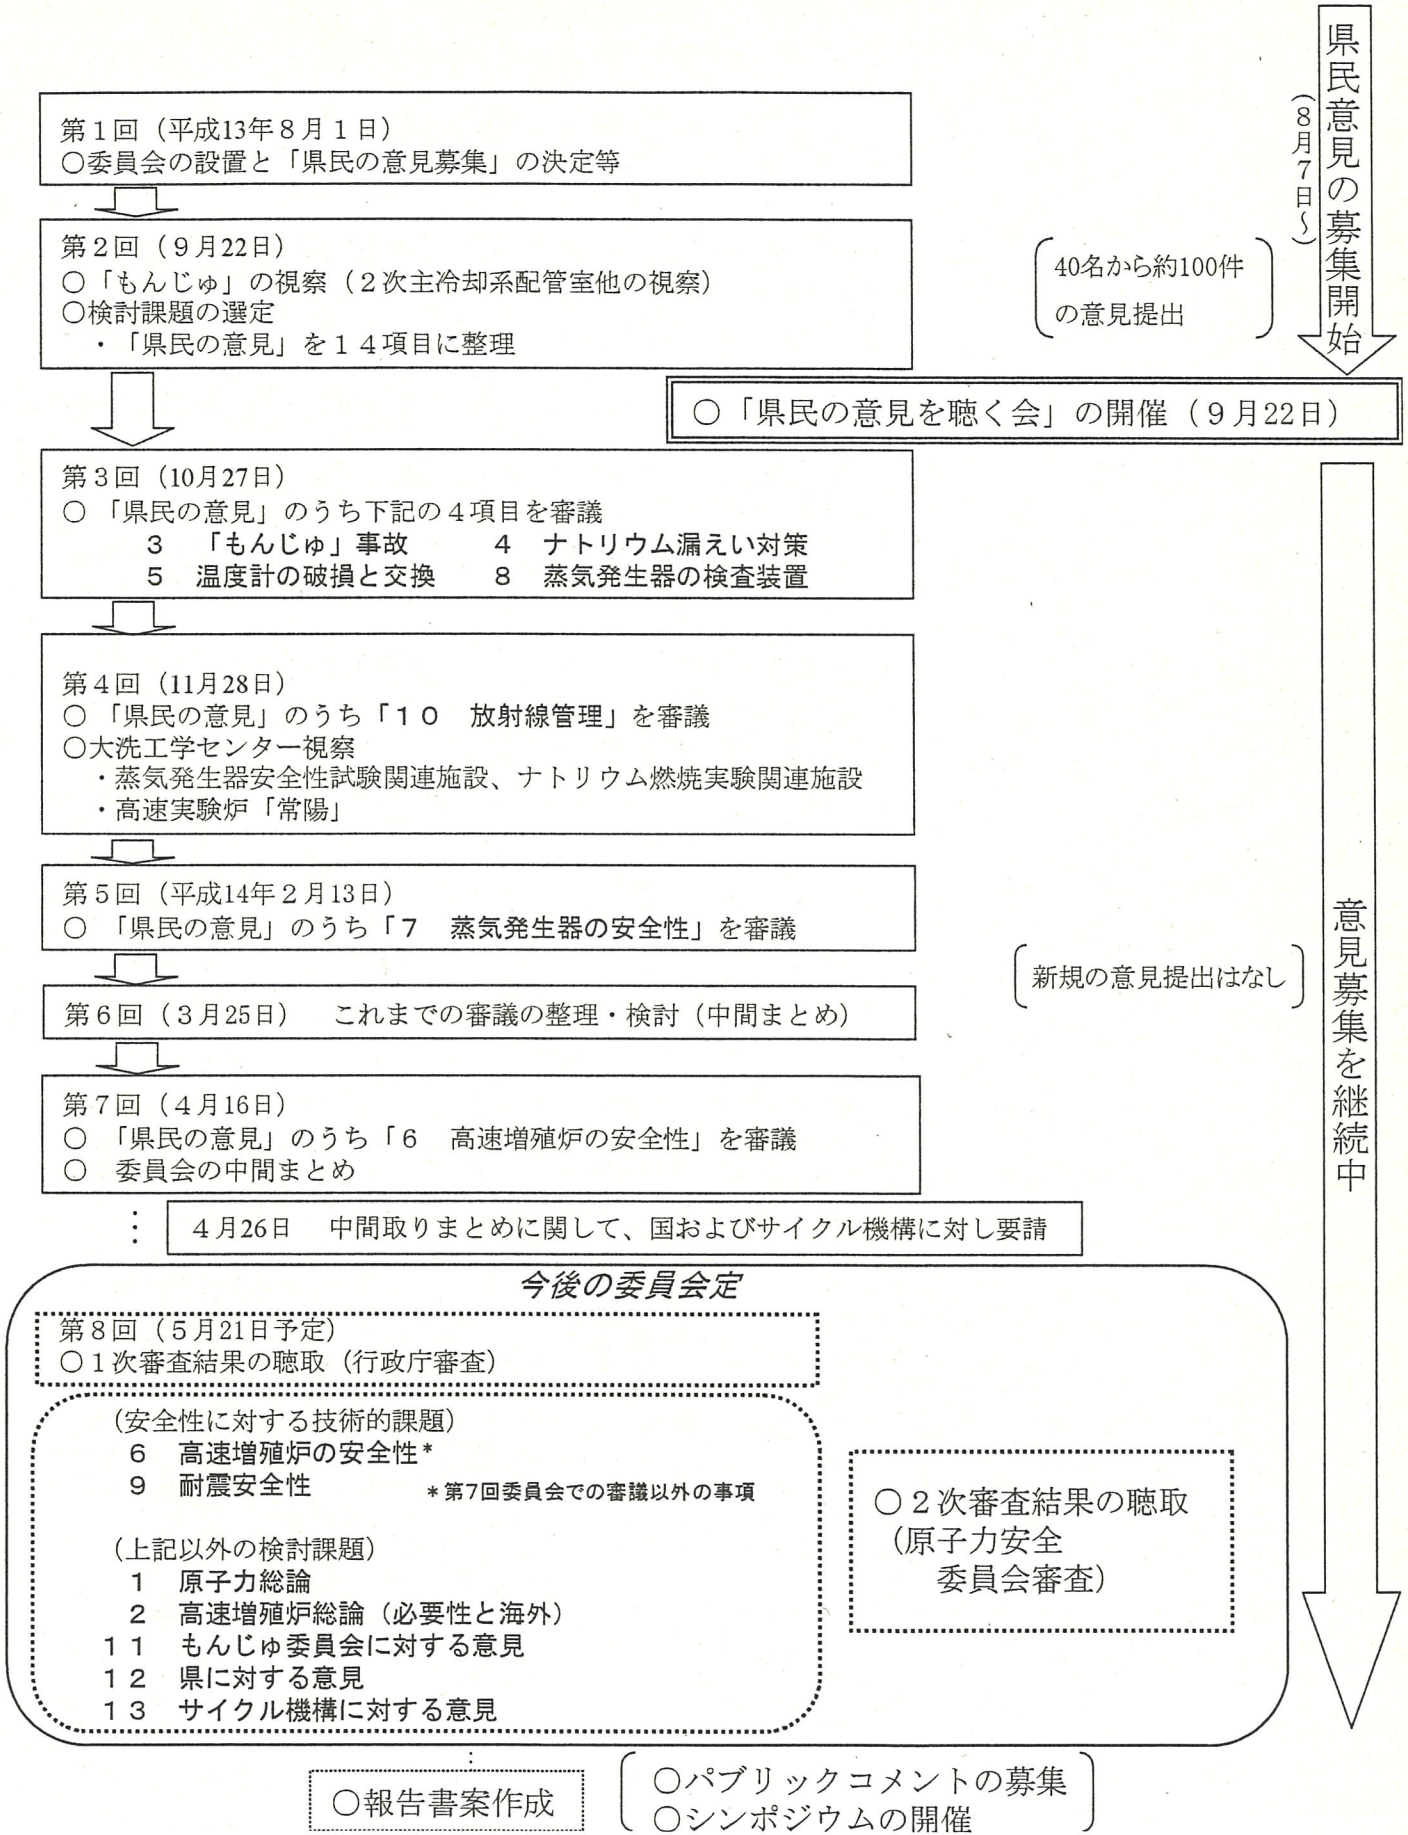 県民意見の募集開始
（8月7日～）
第１回（平成13年８月１日）
○委員会の設置と「県民の意見募集」の決定等
第２回（９月22日）
○「もんじゅ」の視察（２次主冷却系配管室他の視察）
○検討課題の選定
・「県民の意見」を１４項目に整理
40名から約100件
の意見提出
○「県民の意見を聴く会」の開催（９月22日）
第３回（10月27日）
○ 「県民の意見」のうち下記の４項目を審議
３　「もんじゅ」事故　　４　ナトリウム漏えい対策
５　温度計の破損と交換　　８　蒸気発生器の検査装置
第４回（11月28日）
○ 「県民の意見」のうち「１０　放射線管理」を審議
○大洗工学センター視察
・蒸気発生器安全性試験関連施設、ナトリウム燃焼実験関連施設
・高速実験炉「常陽」
第５回（平成14年２月13日）
○ 「県民の意見」のうち「７　蒸気発生器の安全性」を審議
新規の意見提出はなし
意見募集を継続中
第６回（３月25日）　これまでの審議の整理・検討（中間まとめ）
第７回（４月16日）
○ 「県民の意見」のうち「６　高速増殖炉の安全性」を審議
○ 委員会の中間まとめ
４月26日　中間取りまとめに関して、国およびサイクル機構に対し要請
今後の委員会定
第８回（５月21日予定）
○１次審査結果の聴取（行政庁審査）
（安全性に対する技術的課題）
６　高速増殖炉の安全性*
９　耐震安全性　　*第7回委員会での審議以外の事項
（上記以外の検討課題）
１　原子力総論
２　高速増殖炉総論（必要性と海外）
１１　もんじゅ委員会に対する意見
１２　県に対する意見
１３　サイクル機構に対する意見
○２次審査結果の聴取
（原子力安全
委員会審査）
○報告書案作成
○パブリックコメントの募集
○シンポジウムの開催